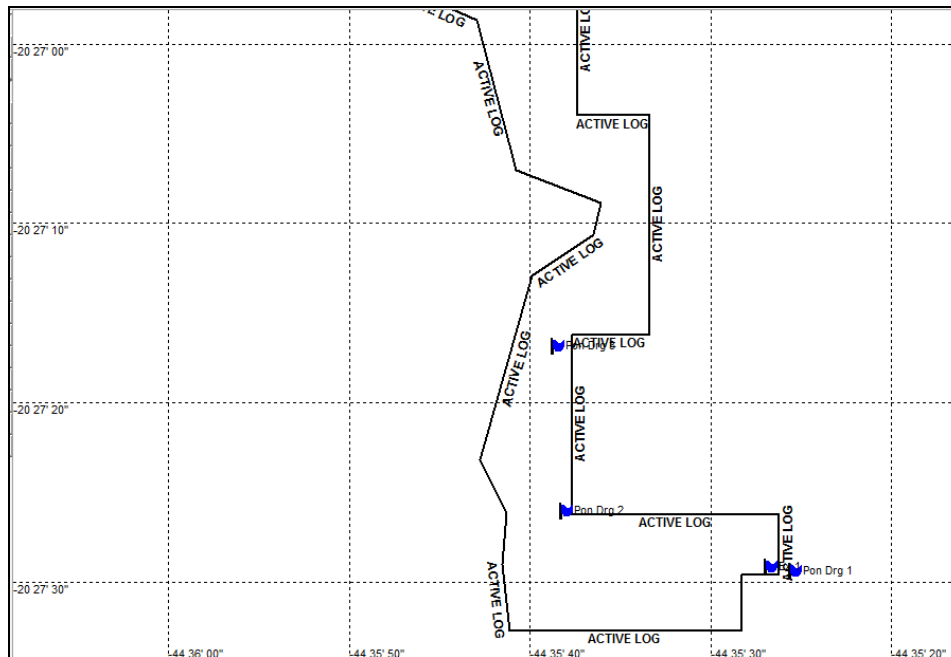 LOG
ACTIVE LOG
-20 27' 00"
ACTIVE LOG
ACTIVE LOG
ACTIVE LOG
-20 27' 10"
ACTIVE LOG
ACTIVE LOG
Pon Drg
ACTIVE LOG
-20 27' 20"
ACTIVE LOG
Pon Drg 2
ACTIVE LOG
ACTIVE LOG
Pon Drg 1
-20 27' 30"
ACTIVE LOG
ACTIVE LOG
-44 36' 00"
-44 35' 50"
-44 35' 40"
-44 35' 30"
-44 35' 20"